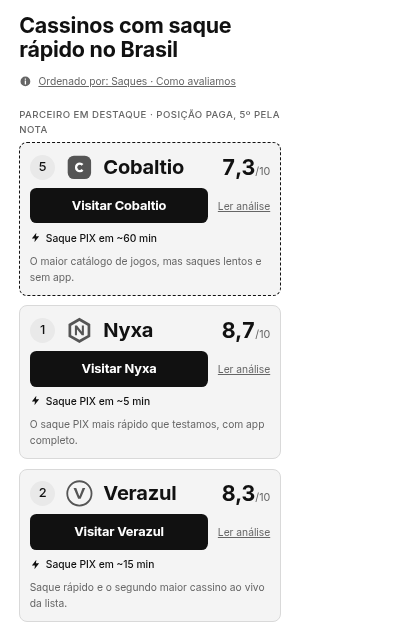 Cassinos com saque
rápido no Brasil
Ordenado por: Saques · Como avaliamos
PARCEIRO EM DESTAQUE · POSIÇÃO PAGA, 5º PELA
NOTA
5 C Cobaltio 7,3/10
Visitar Cobaltio Ler análise
Saque PIX em ~60 min
O maior catálogo de jogos, mas saques lentos e
sem app.
1 N Nyxa 8,7/10
Visitar Nyxa Ler análise
Saque PIX em ~5 min
O saque PIX mais rápido que testamos, com app
completo.
2 V Verazul 8,3/10
Visitar Verazul Ler análise
Saque PIX em ~15 min
Saque rápido e o segundo maior cassino ao vivo
da lista.